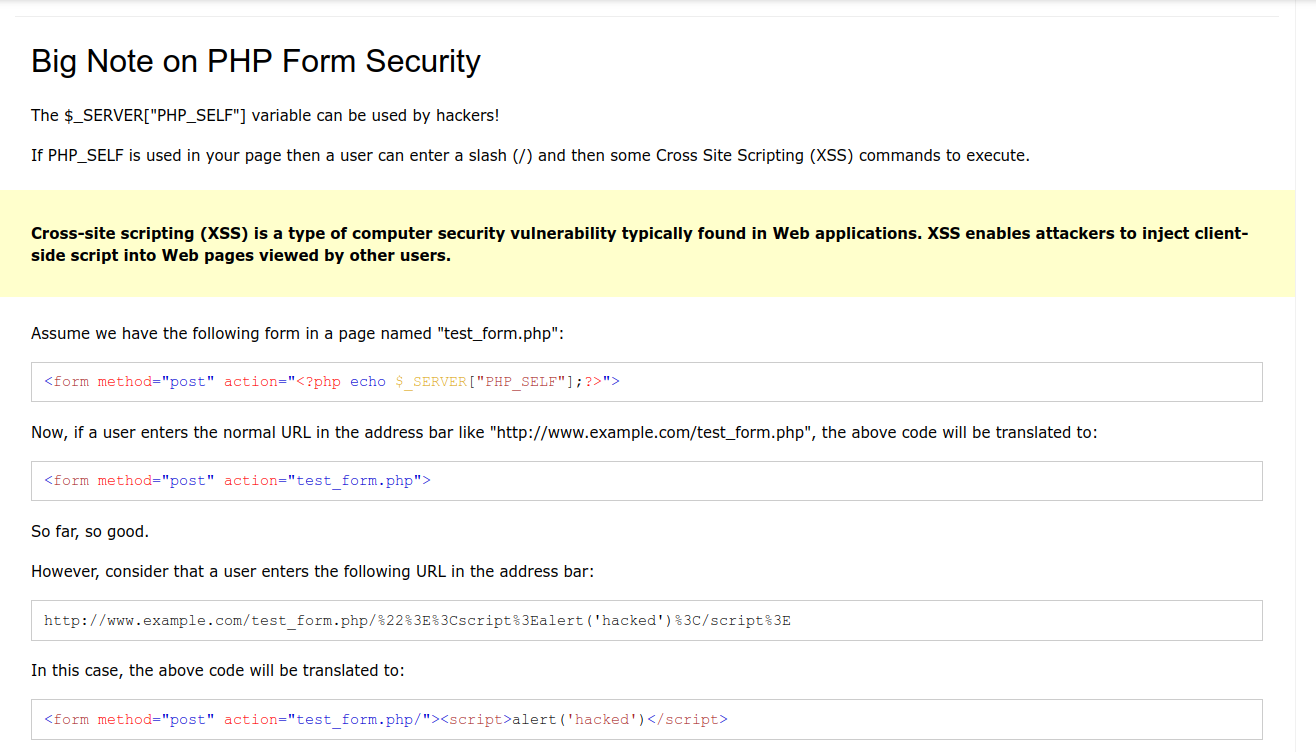 Big Note on PHP Form Security
The $_SERVER["PHP_SELF"] variable can be used by hackers!
If PHP_SELF is used in your page then a user can enter a slash (/) and then some Cross Site Scripting (XSS) commands to execute.
Cross-site scripting (XSS) is a type of computer security vulnerability typically found in Web applications. XSS enables attackers to inject client-
side script into Web pages viewed by other users.
Assume we have the following form in a page named "test_form.php":
<form method="post" action="<?php echo $_SERVER["PHP_SELF"];?>">
Now, if a user enters the normal URL in the address bar like "http://www.example.com/test_form.php", the above code will be translated to:
<form method="post" action="test_form.php">
So far, so good.
However, consider that a user enters the following URL in the address bar:
http://www.example.com/test_form.php/%22%3E%3Cscript%3Ealert('hacked')%3C/script%3E
In this case, the above code will be translated to:
<form method="post" action="test_form.php/"><script>alert('hacked')</script>